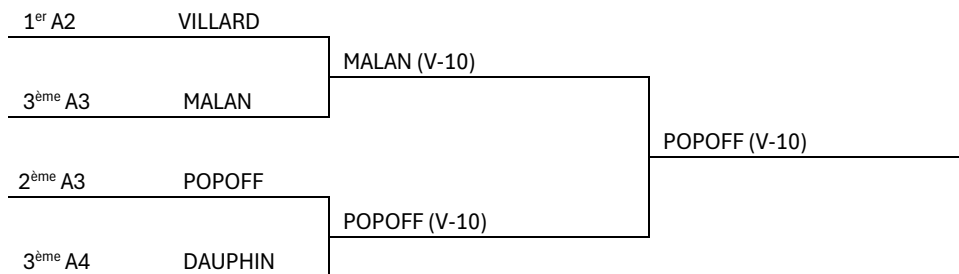 1er A2 VILLARD
MALAN (V-10)
3ème A3 MALAN
POPOFF (V-10)
2ème A3 POPOFF
POPOFF (V-10)
3ème A4 DAUPHIN